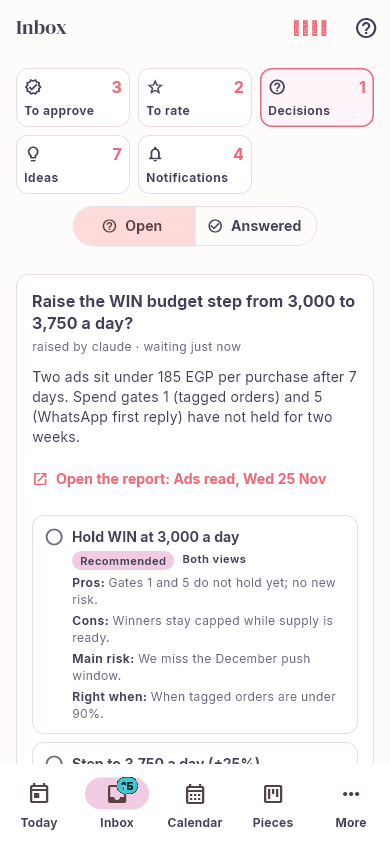 Inbox
3
To approve
2
To rate
1
Decisions
7
Ideas
4
Notifications
Open
Answered
Raise the WIN budget step from 3,000 to
3,750 a day?
raised by claude · waiting just now
Two ads sit under 185 EGP per purchase after 7
days. Spend gates 1 (tagged orders) and 5
(WhatsApp first reply) have not held for two
weeks.
Open the report: Ads read, Wed 25 Nov
Hold WIN at 3,000 a day
Recommended Both views
Pros: Gates 1 and 5 do not hold yet; no new
risk.
Cons: Winners stay capped while supply is
ready.
Main risk: We miss the December push
window.
Right when: When tagged orders are under
90%.
Step to 3,750 a day (+25%)
Today
Inbox
Calendar
Pieces
More